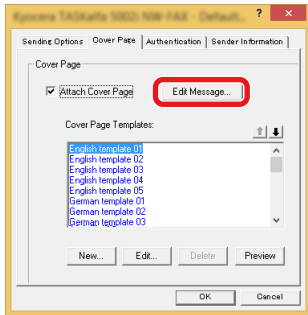 Kyocera TASKalfa 5002i NW-FAX - Default...
Sending Options Cover Page Authentication Sender Information
Cover Page
Attach Cover Page Edit Message...
Cover Page Templates:
English template 01
English template 02
English template 03
English template 04
English template 05
German template 01
German template 02
German template 03
New... Edit... Delete Preview
OK Cancel